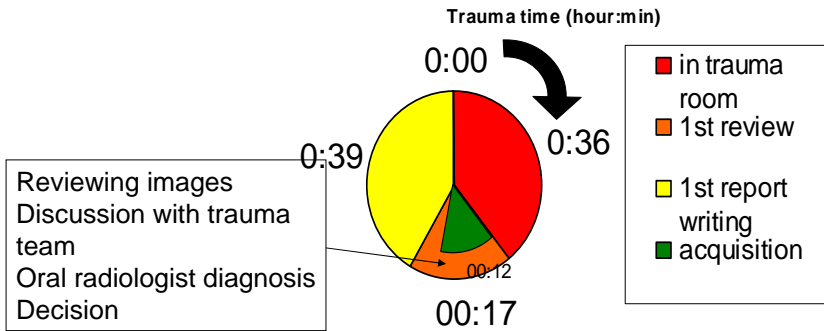 Trauma time (hour:min)
0:00
0:36
0:39
00:12
00:17
in trauma
room
1st review
1st report
writing
acquisition
Reviewing images
Discussion with trauma
team
Oral radiologist diagnosis
Decision